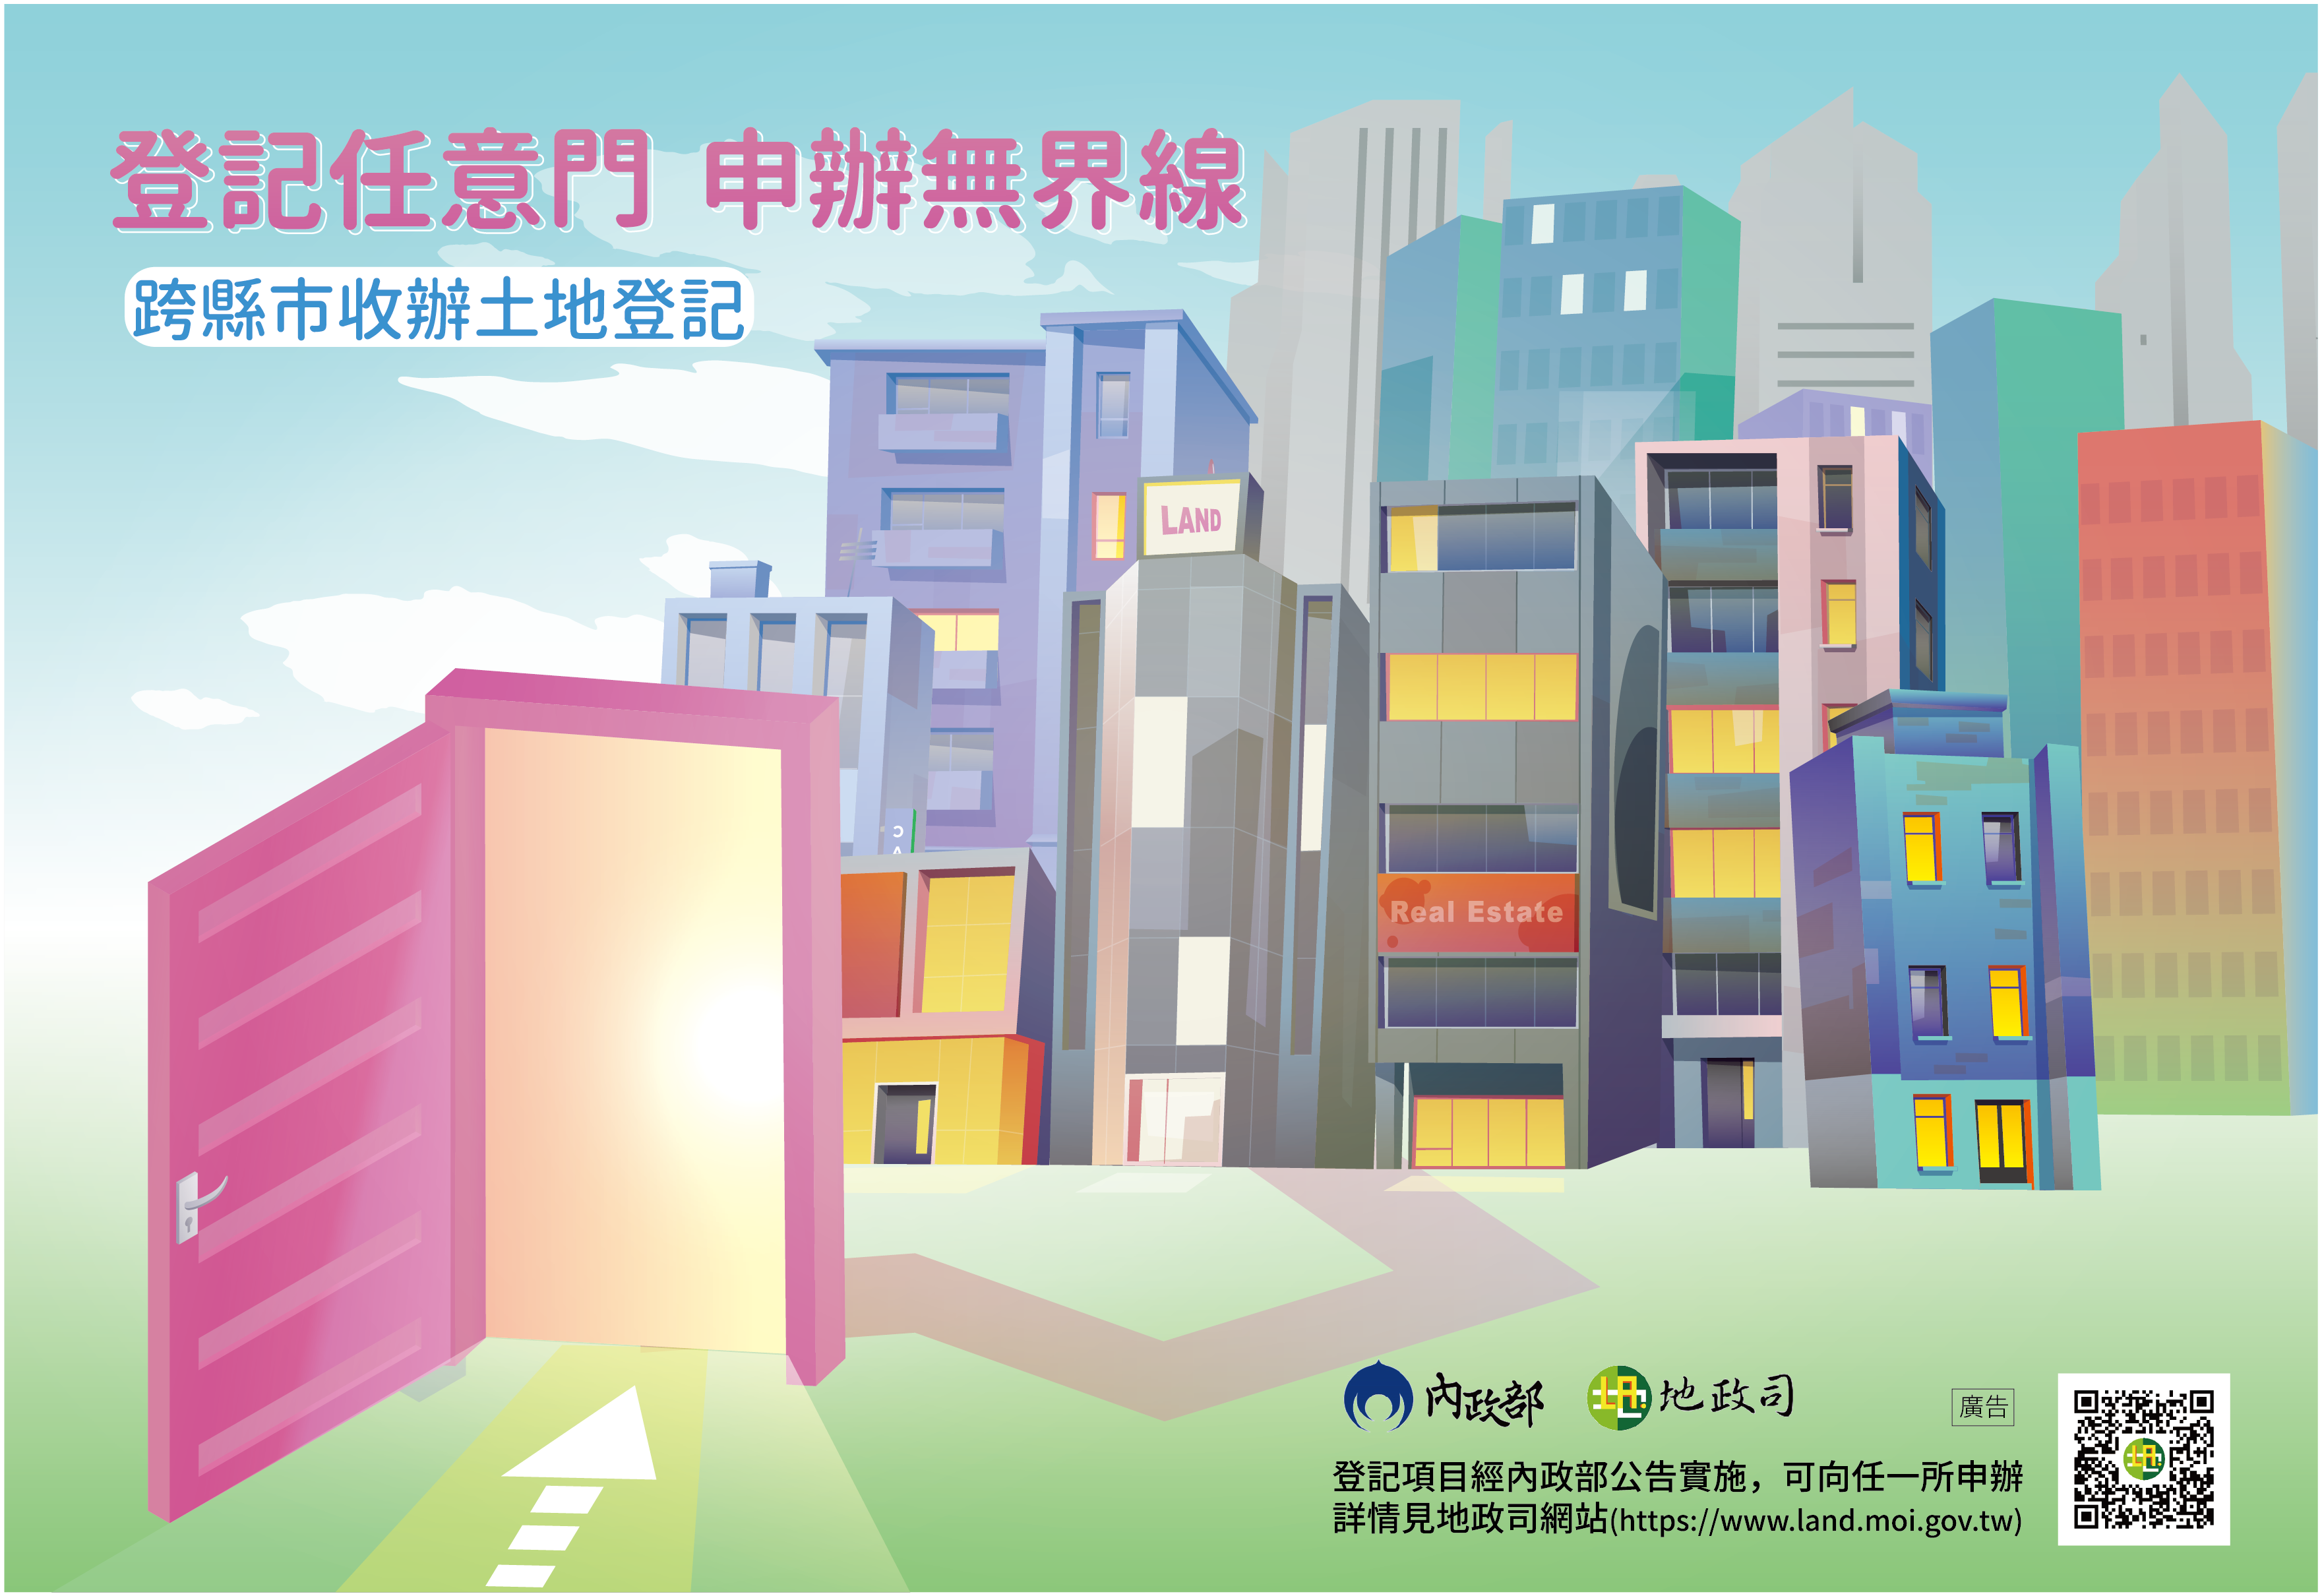 登記任意門 申辦無界線
跨縣市收辦土地登記
LAND
Real Estate
內政部
LA.
地政司
廣告
登記項目經內政部公告實施，可向任一所申辦
詳情見地政司網站(https://www.land.moi.gov.tw)